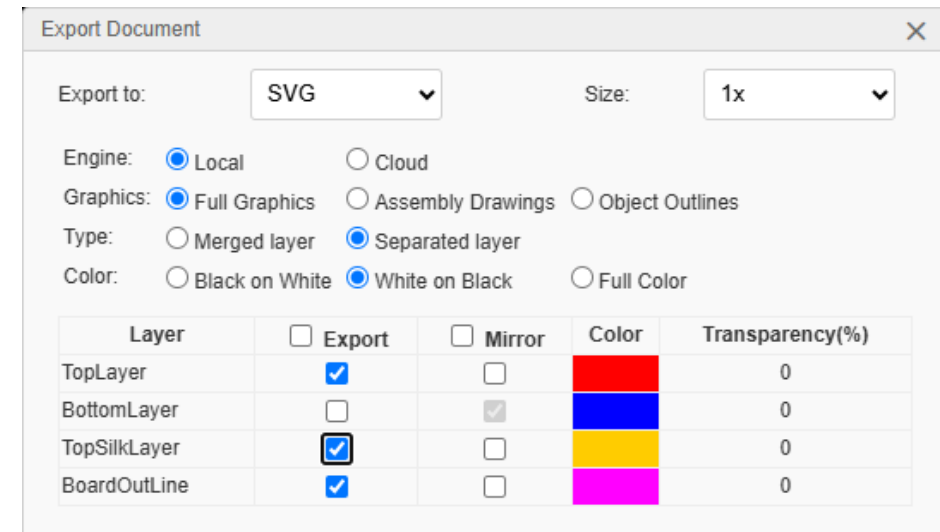 Export Document
Export to: SVG Size: 1x
Engine: Local Cloud
Graphics: Full Graphics Assembly Drawings Object Outlines
Type: Merged layer Separated layer
Color: Black on White White on Black Full Color
Layer Export Mirror Color Transparency(%)
TopLayer 0
BottomLayer 0
TopSilkLayer 0
BoardOutLine 0